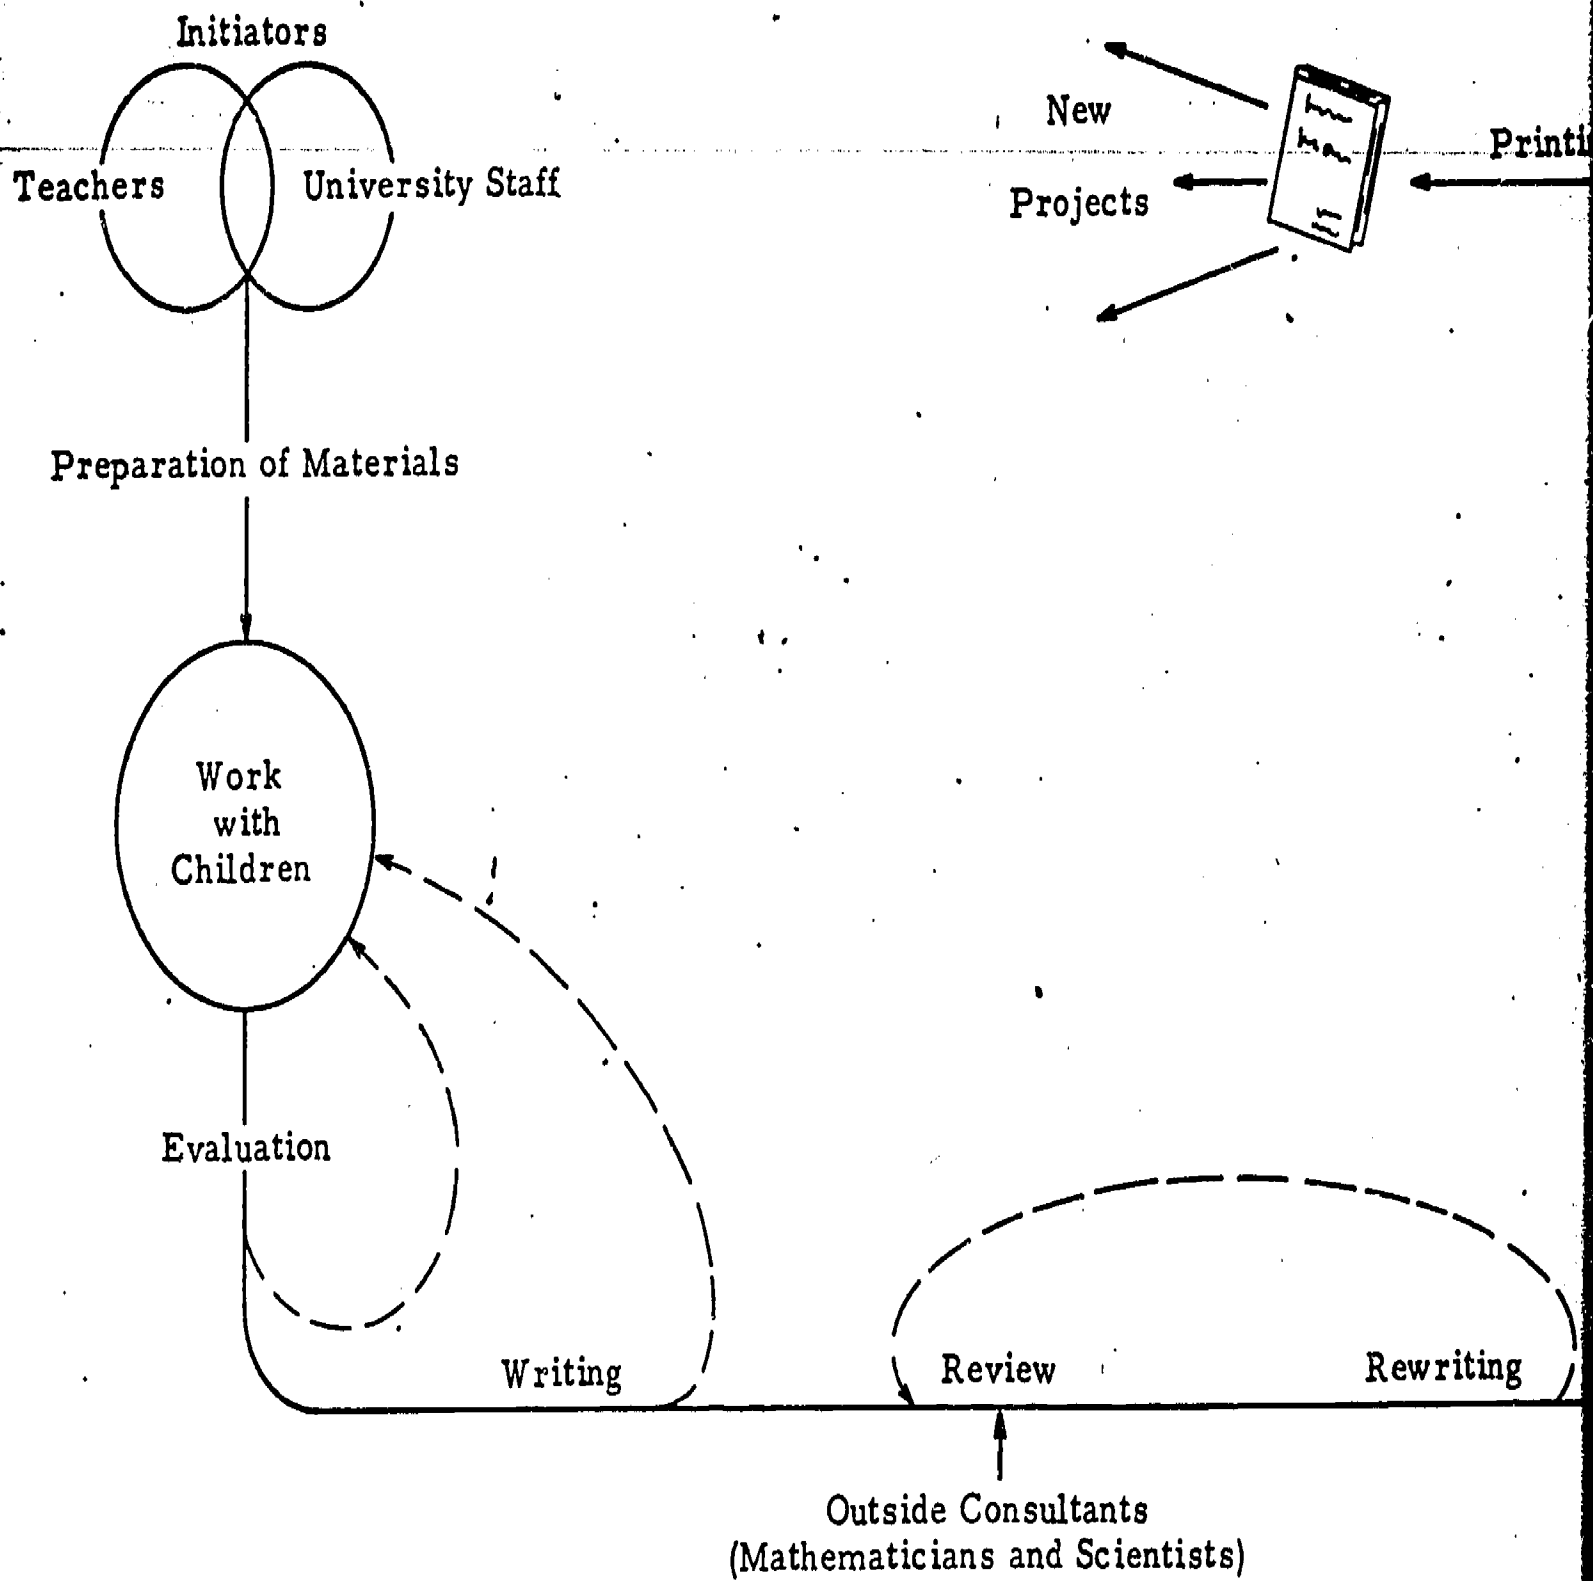 Initiators
Teachers
University Staff
New
Projects
Printi
Preparation of Materials
Work
with
Children
Evaluation
Writing
Review
Rewriting
Outside Consultants
(Mathematicians and Scientists)